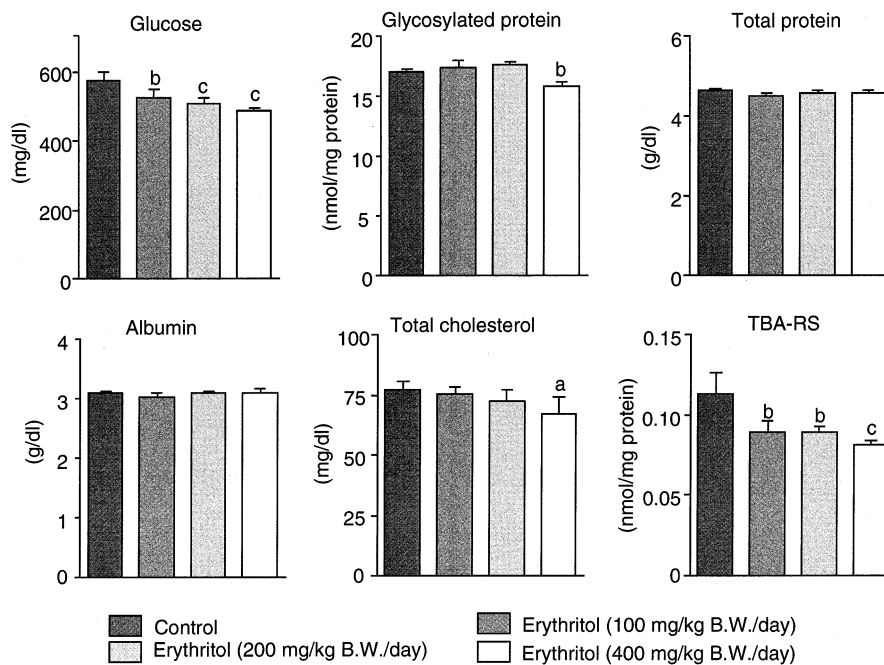 Glucose
600
400
200
0
(mg/dl)
b
c
c
Glycosylated protein
20
15
10
5
0
(nmol/mg protein)
b
Total protein
6
4
2
0
(g/dl)
Albumin
4
3
2
1
0
(g/dl)
Total cholesterol
100
75
50
25
0
(mg/dl)
a
TBA-RS
0.15
0.10
0.05
0
(nmol/mg protein)
b
b
c
Control
Erythritol (100 mg/kg B.W./day)
Erythritol (200 mg/kg B.W./day)
Erythritol (400 mg/kg B.W./day)